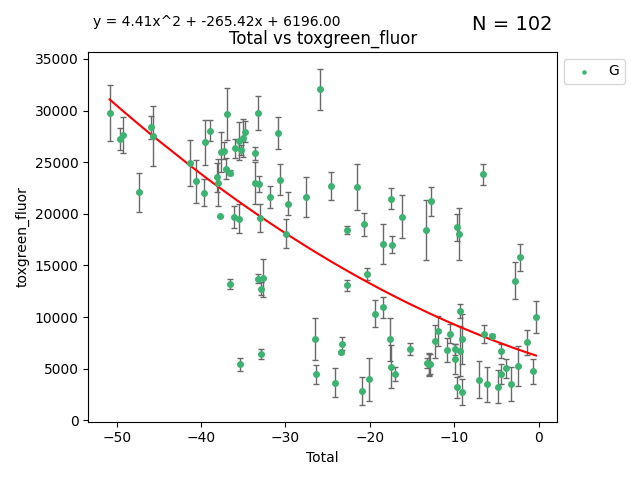 y = 4.41x^2 + -265.42x + 6196.00
N = 102
Total vs toxgreen_fluor
G
toxgreen_fluor
35000
30000
25000
20000
15000
10000
5000
0
−50
−40
−30
−20
−10
0
Total